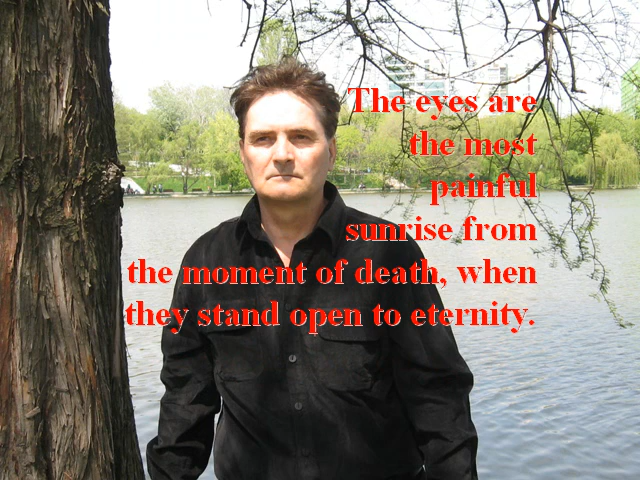 The eyes are
the most
painful
sunrise from
the moment of death, when
they stand open to eternity.